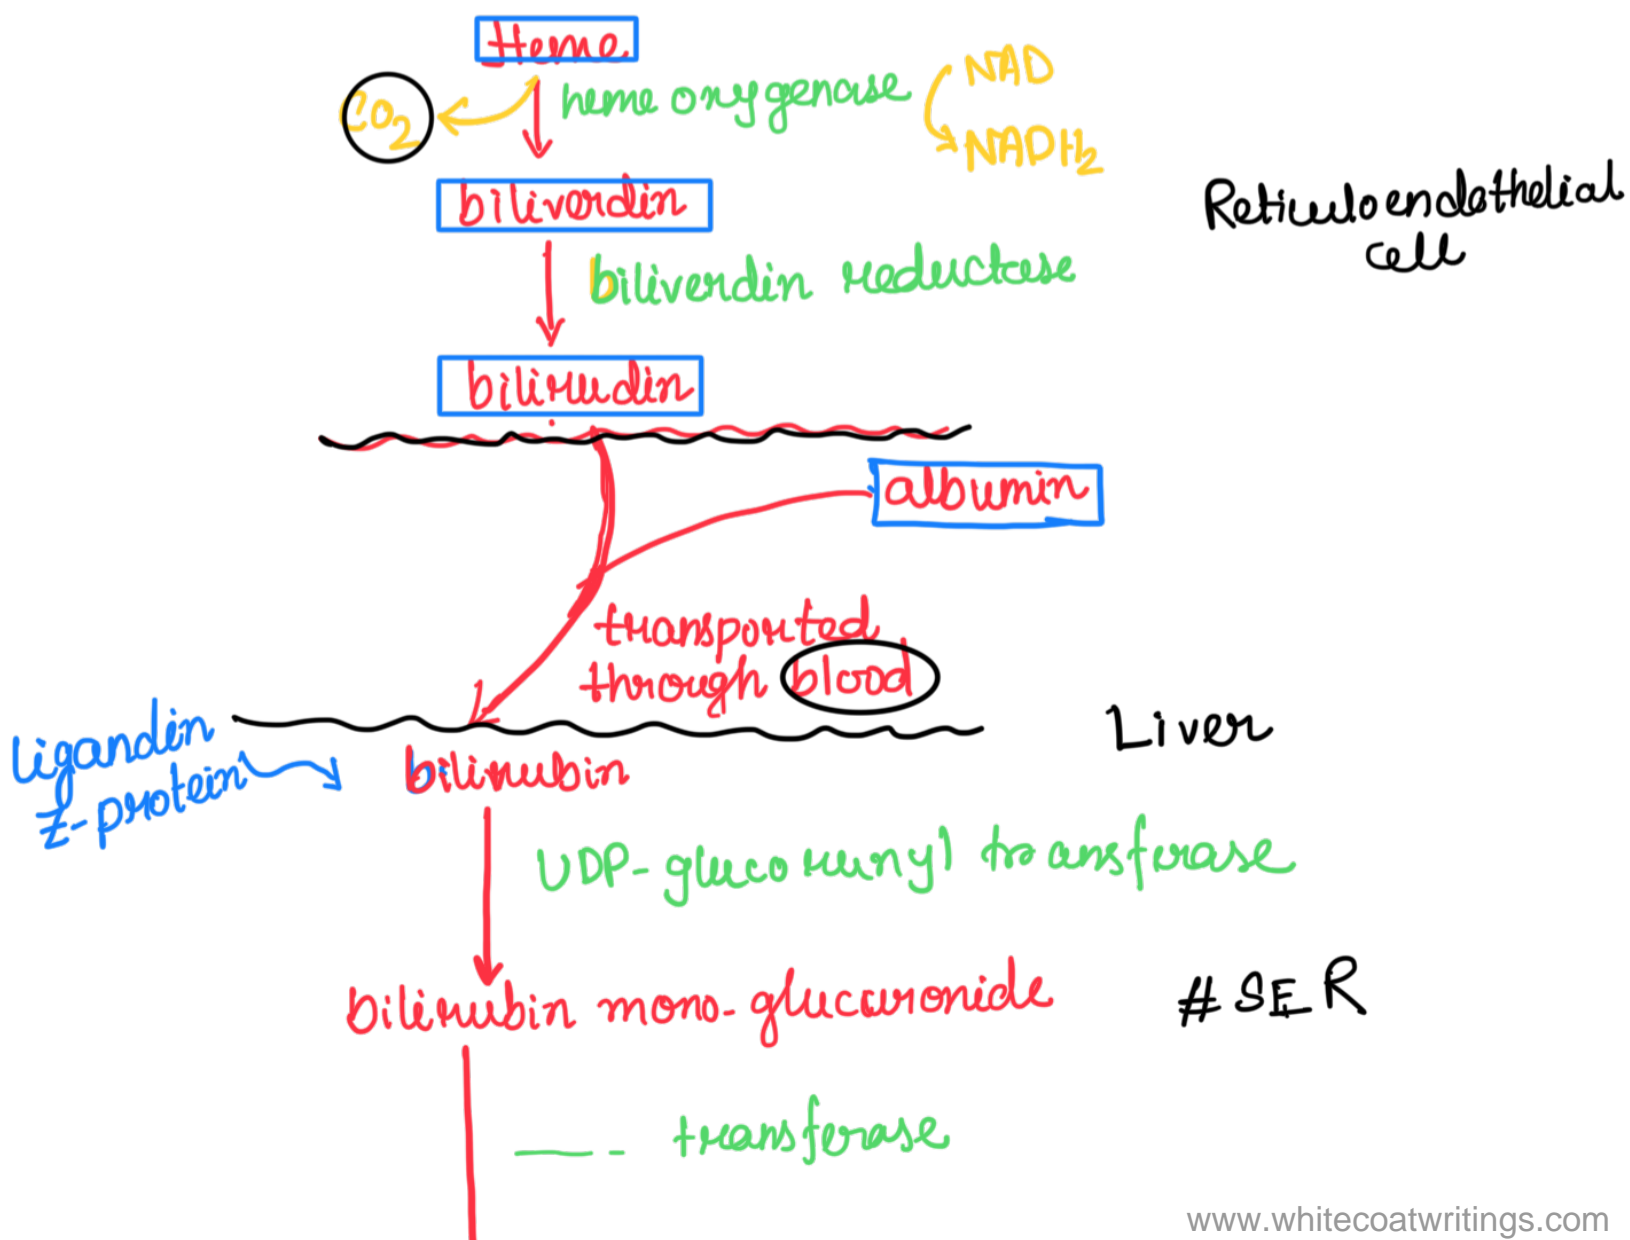 Heme
CO2
heme oxygenase
NAD
NADH2
biliverdin
Reticuloendothelial
cell
biliverdin reductase
bilirudin
albumin
transported
through blood
Liver
ligandin
Z-protein
bilirubin
UDP-glucorunyl transferase
bilirubin mono-glucuronide
#SER
transferase
www.whitecoatwritings.com